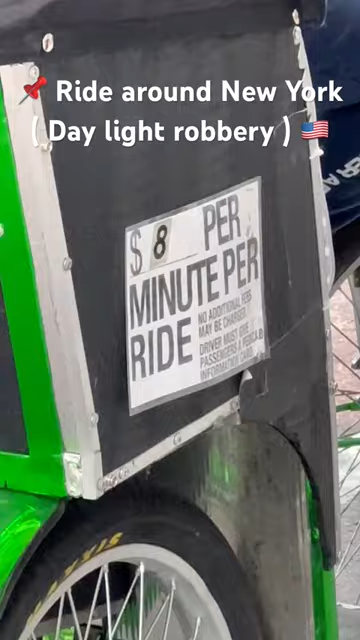 📌 Ride around New York
( Day light robbery ) 🇺🇸
$ 8 PER
MINUTE PER
RIDE
NO ADDITIONAL FEES
MAY BE CHARGED.
DRIVER MUST GIVE
PASSENGERS A PEDICAB
INFORMATION CARD.
MAXXIS